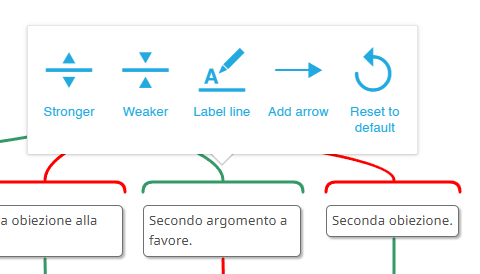 A
Stronger Weaker Label line Add arrow Reset to
default
a obiezione alla
Secondo argomento a
favore.
Seconda obiezione.